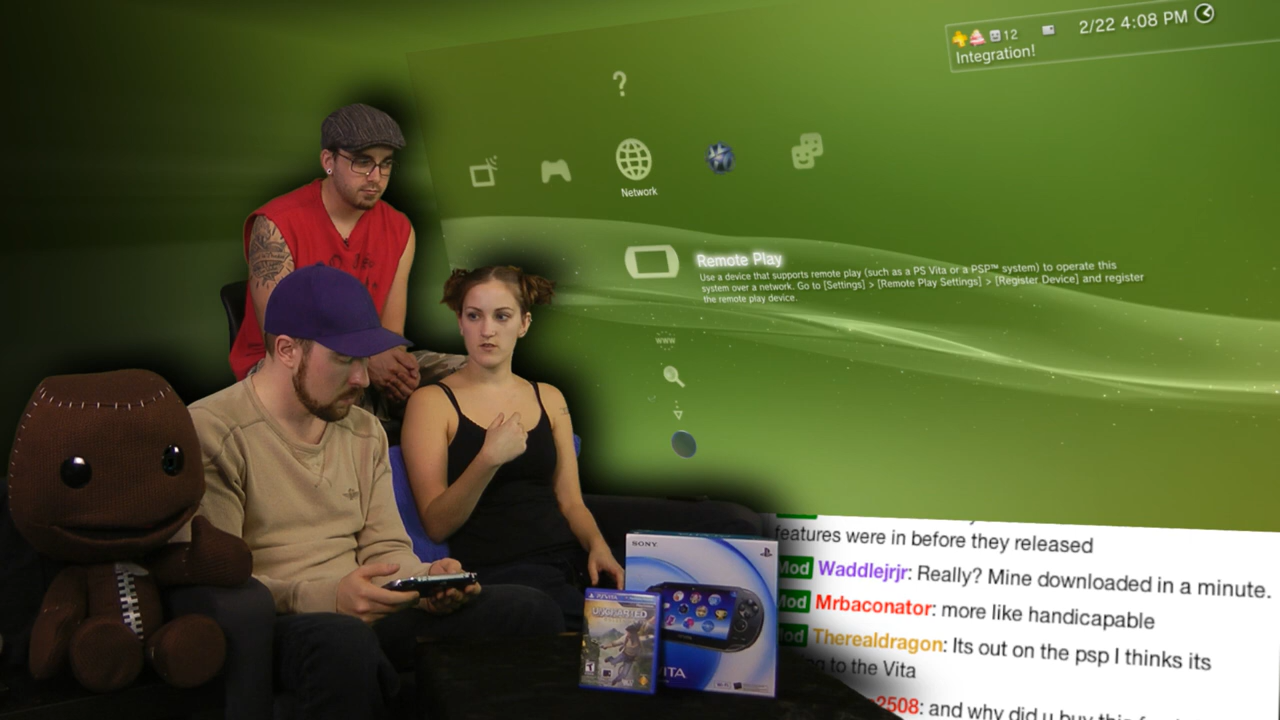 2/22 4:08 PM
12
Integration!
?
Network
Remote Play
Use a device that supports remote play (such as a PS Vita or a PSP™ system) to operate this
system over a network. Go to [Settings] > [Remote Play Settings] > [Register Device] and register
the remote play device.
www
features were in before they released
Mod Waddlejrjr: Really? Mine downloaded in a minute.
Mod Mrbaconator: more like handicapable
Mod Therealdragon: Its out on the psp I thinks its
to the Vita
2508: and why did u buy this
SONY
PSVITA
UNCHARTED
VITA